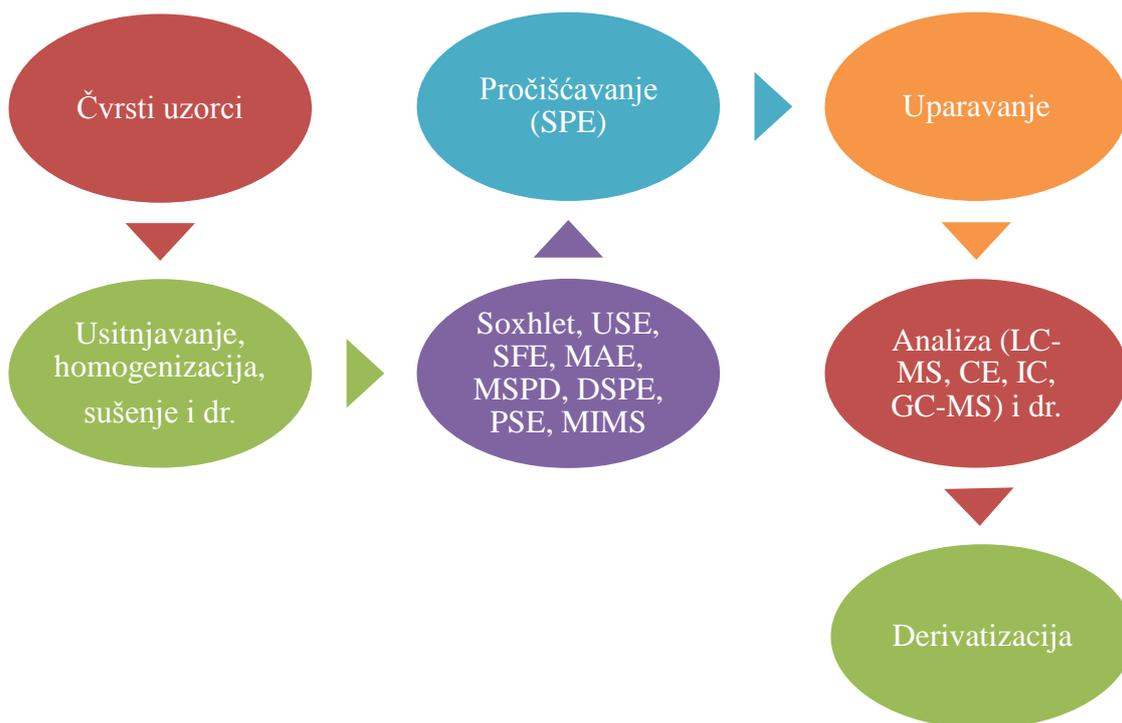 Čvrsti uzorci
Usitnjavanje,
homogenizacija,
sušenje i dr.
Soxhlet, USE,
SFE, MAE,
MSPD, DSPE,
PSE, MIMS
Pročišćavanje
(SPE)
Uparavanje
Analiza (LC-
MS, CE, IC,
GC-MS) i dr.
Derivatizacija